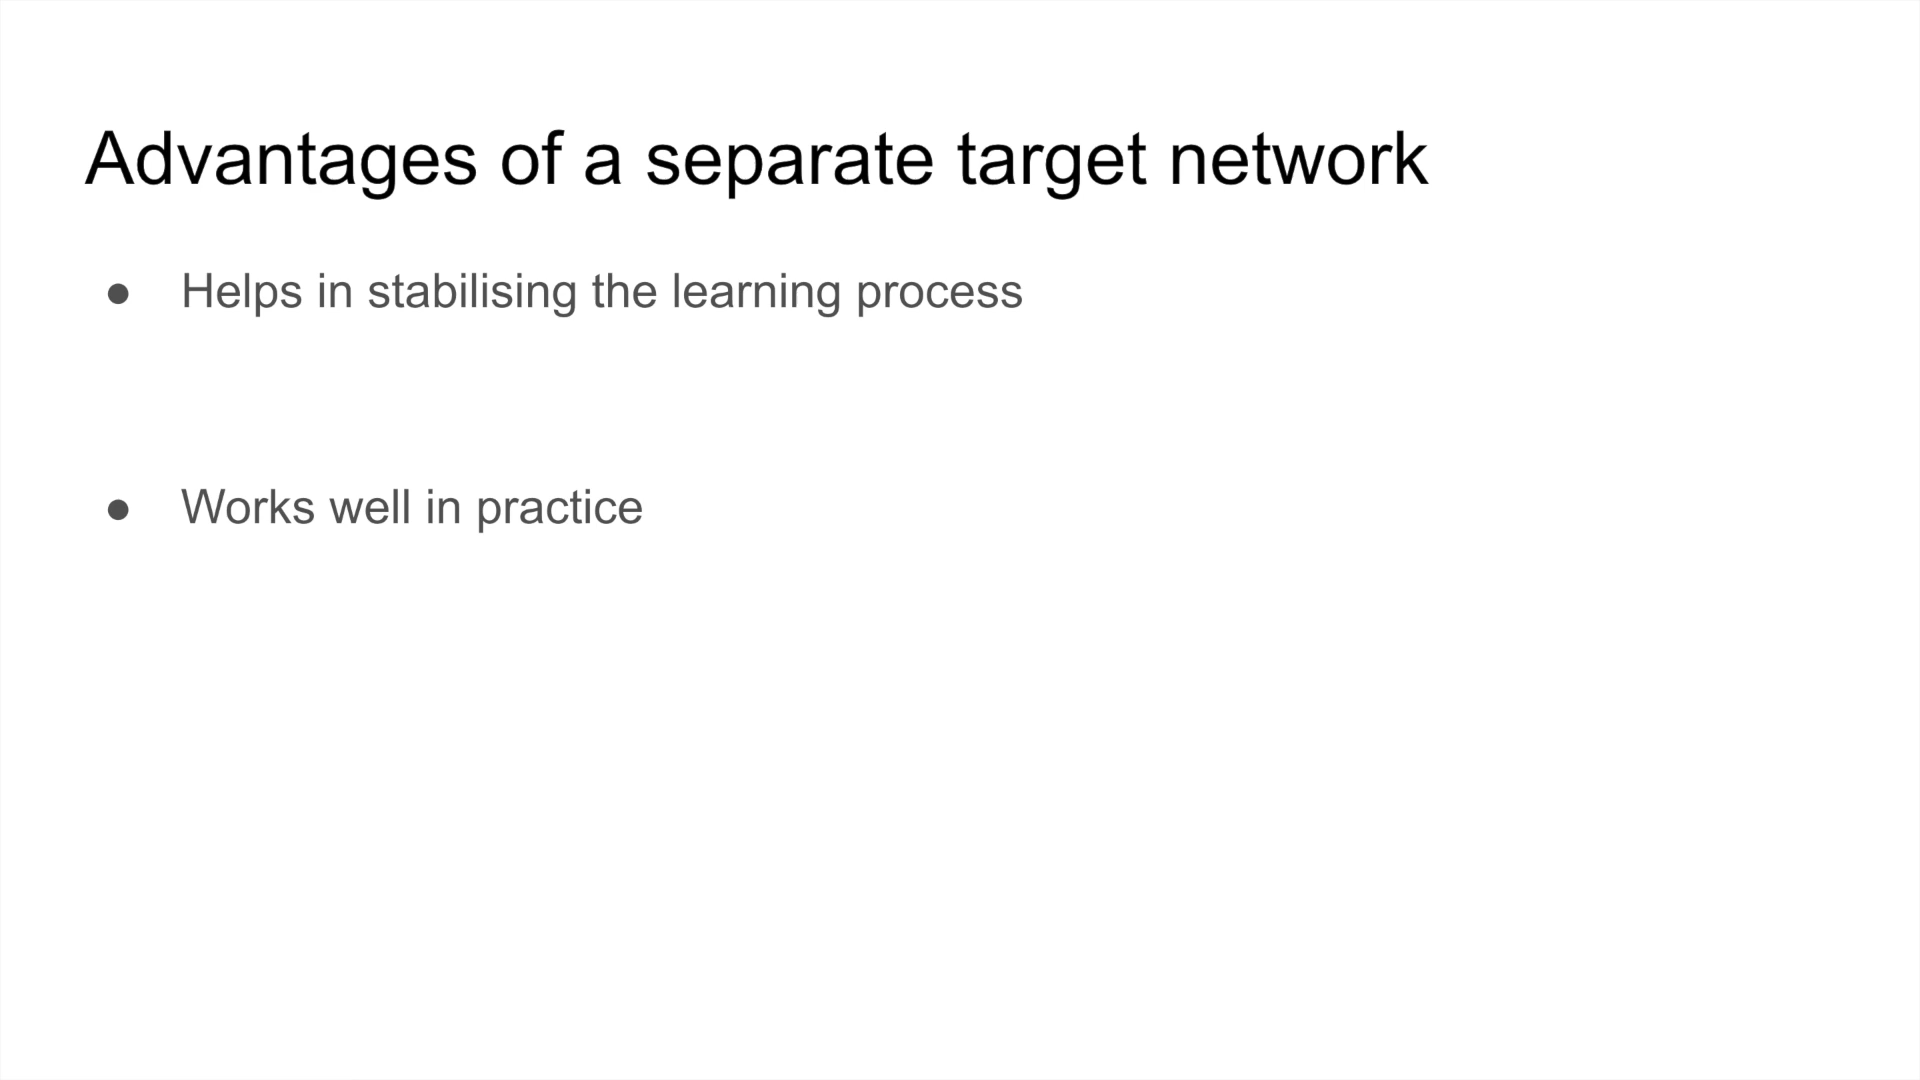 Advantages of a separate target network
● Helps in stabilising the learning process
● Works well in practice